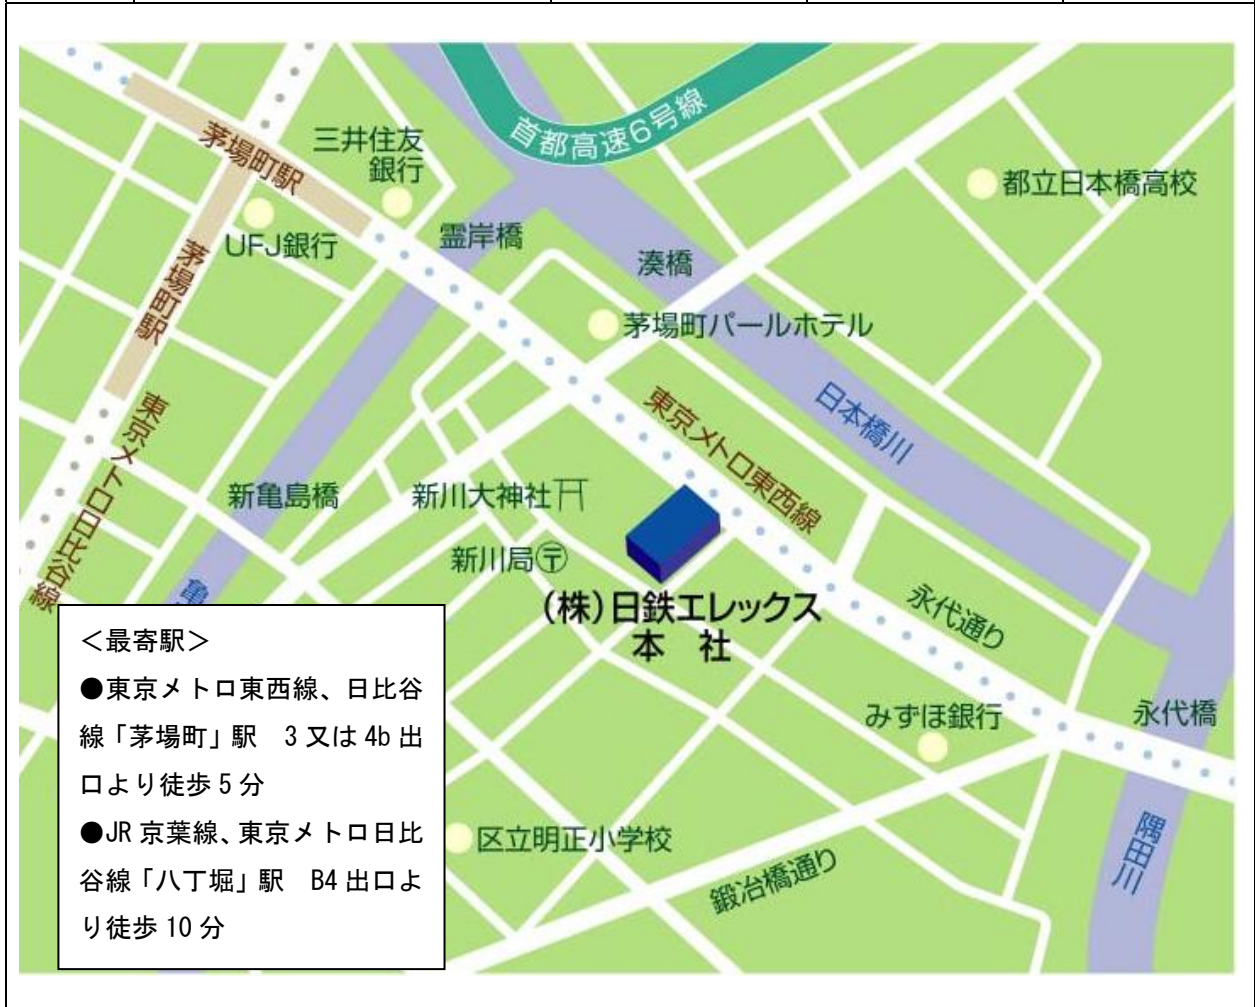 首都高速6号線
茅場町駅
三井住友
銀行
都立日本橋高校
UFJ銀行
霊岸橋
湊橋
茅場町駅
茅場町パールホテル
東京メトロ日比谷線
東京メトロ東西線
日本橋川
新亀島橋
新川大神社
新川局〶
亀
(株)日鉄エレックス
本 社
永代通り
みずほ銀行
永代橋
区立明正小学校
鍛冶橋通り
隅田川
<最寄駅>
●東京メトロ東西線、日比谷
線「茅場町」駅 3又は4b出
口より徒歩5分
●JR京葉線、東京メトロ日比
谷線「八丁堀」駅 B4出口よ
り徒歩10分